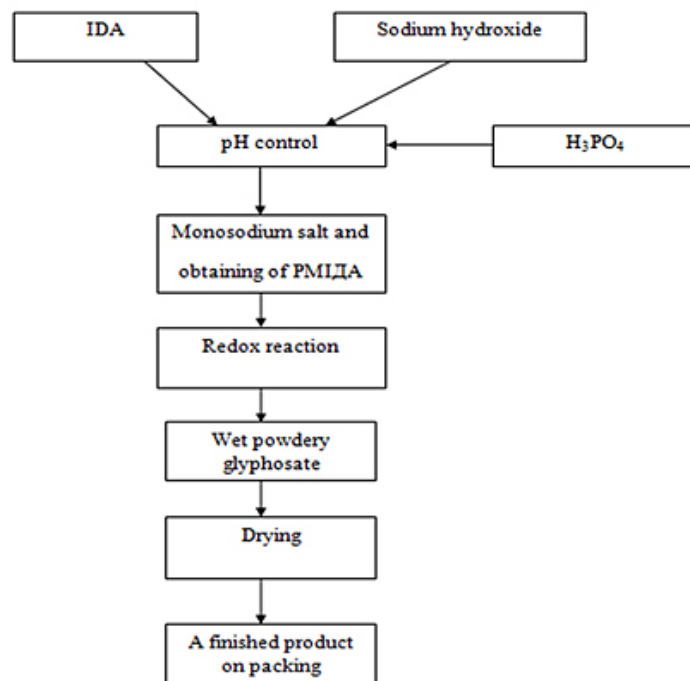 IDA
Sodium hydroxide
pH control
H₃PO₄
Monosodium salt and
obtaining of PMIДA
Redox reaction
Wet powdery
glyphosate
Drying
A finished product
on packing